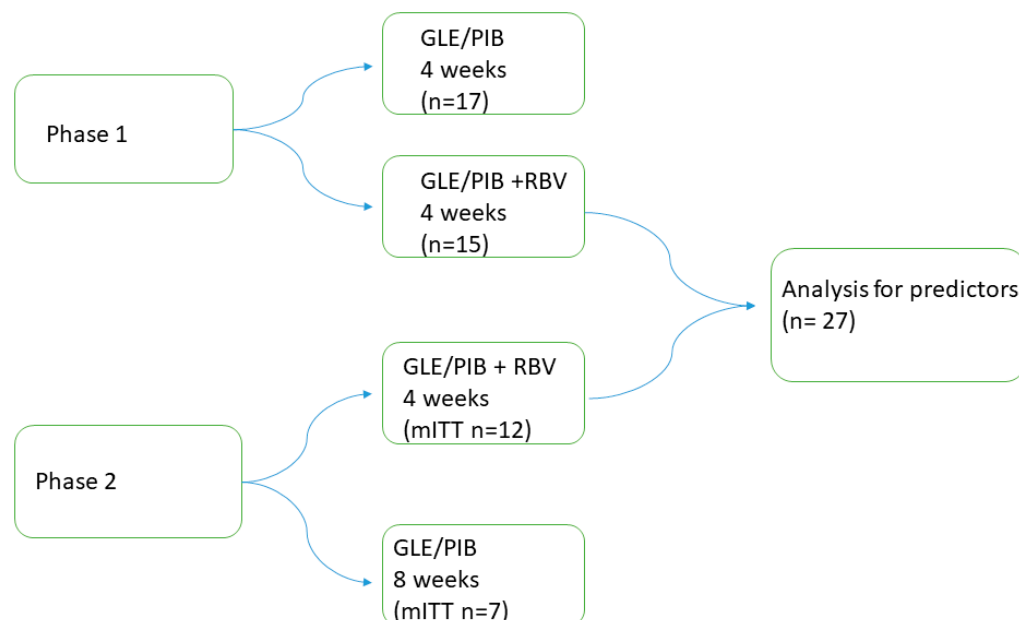 Phase 1
GLE/PIB
4 weeks
(n=17)
GLE/PIB +RBV
4 weeks
(n=15)
Phase 2
GLE/PIB + RBV
4 weeks
(mITT n=12)
GLE/PIB
8 weeks
(mITT n=7)
Analysis for predictors
(n= 27)